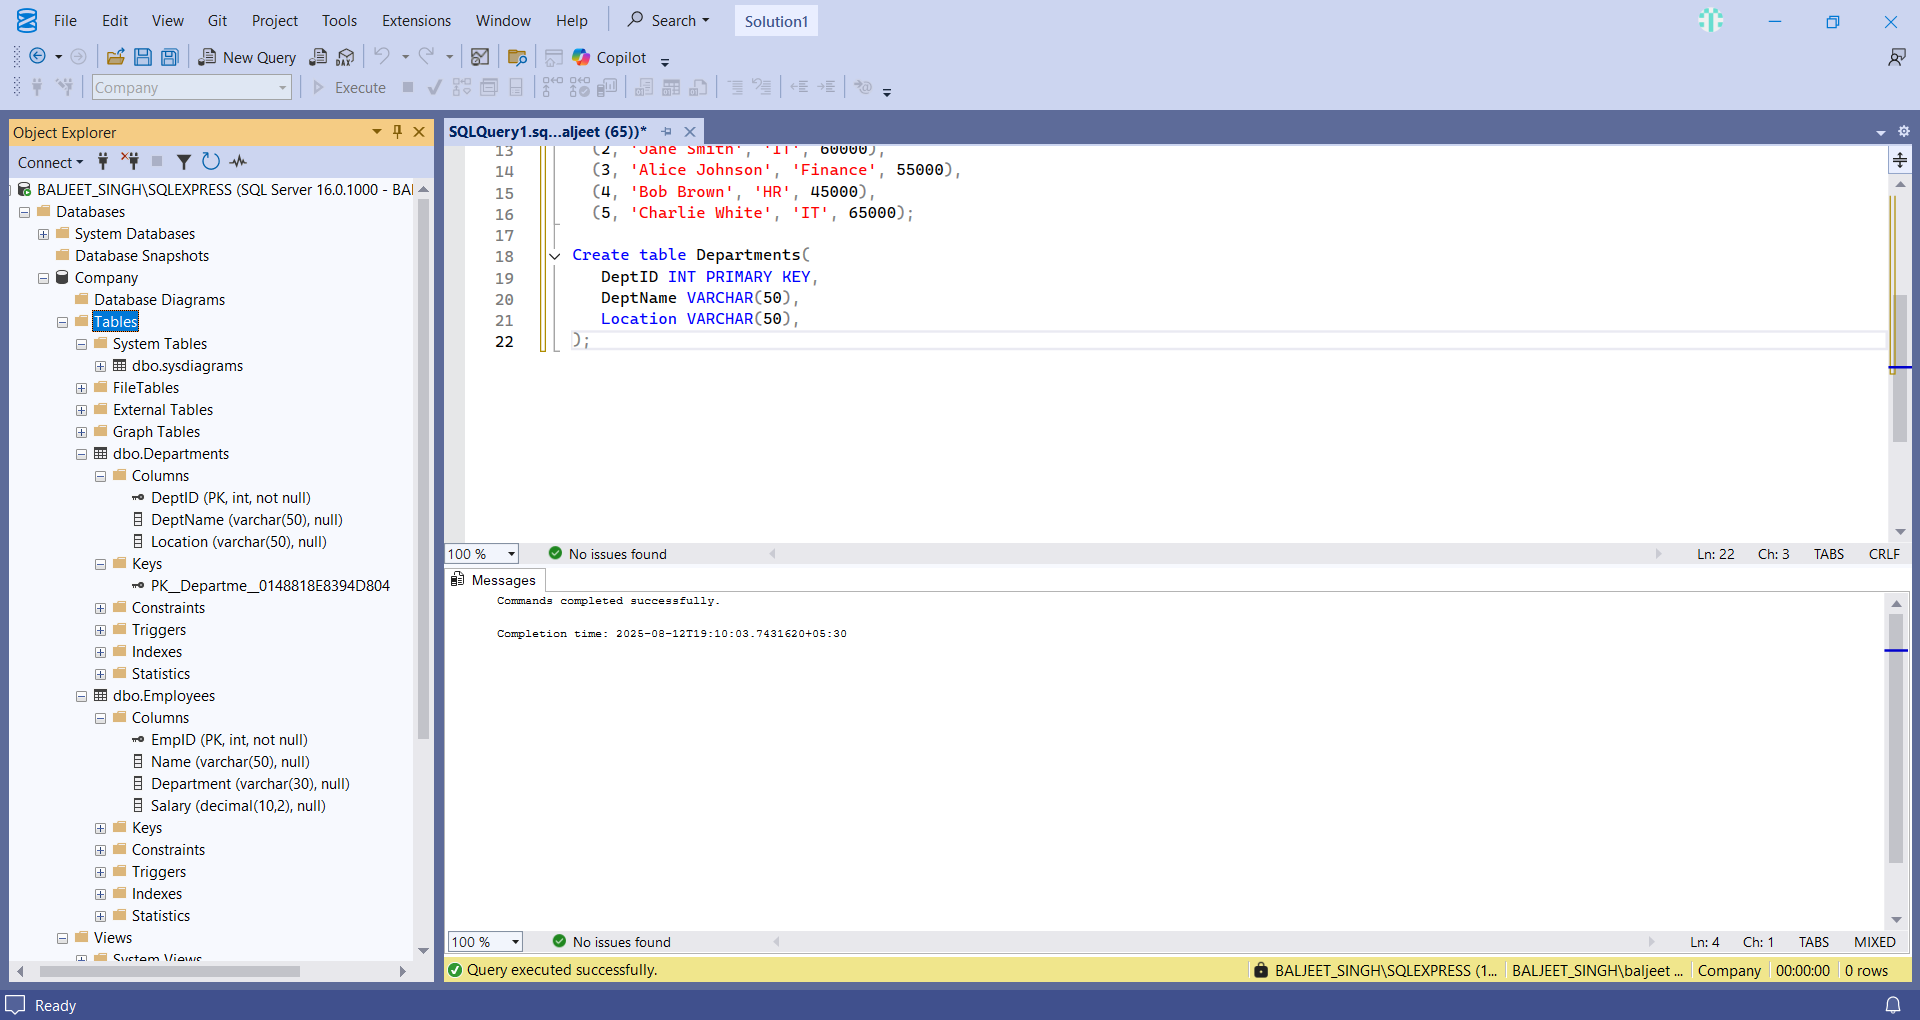 File Edit View Git Project Tools Extensions Window Help Search Solution1
New Query DAX Copilot
Company Execute
Object Explorer
Connect
BALJEET_SINGH\SQLEXPRESS (SQL Server 16.0.1000 - BAI
Databases
System Databases
Database Snapshots
Company
Database Diagrams
Tables
System Tables
dbo.sysdiagrams
FileTables
External Tables
Graph Tables
dbo.Departments
Columns
DeptID (PK, int, not null)
DeptName (varchar(50), null)
Location (varchar(50), null)
Keys
PK__Departme__0148818E8394D804
Constraints
Triggers
Indexes
Statistics
dbo.Employees
Columns
EmpID (PK, int, not null)
Name (varchar(50), null)
Department (varchar(30), null)
Salary (decimal(10,2), null)
Keys
Constraints
Triggers
Indexes
Statistics
Views
System Views
SQLQuery1.sq...aljeet (65))*
13 (2, 'Jane Smith', 'IT', 60000),
14 (3, 'Alice Johnson', 'Finance', 55000),
15 (4, 'Bob Brown', 'HR', 45000),
16 (5, 'Charlie White', 'IT', 65000);
17
18 Create table Departments(
19 DeptID INT PRIMARY KEY,
20 DeptName VARCHAR(50),
21 Location VARCHAR(50),
22 );
100 % No issues found Ln: 22 Ch: 3 TABS CRLF
Messages
Commands completed successfully.
Completion time: 2025-08-12T19:10:03.7431620+05:30
100 % No issues found Ln: 4 Ch: 1 TABS MIXED
Query executed successfully. BALJEET_SINGH\SQLEXPRESS (1... BALJEET_SINGH\baljeet ... Company 00:00:00 0 rows
Ready